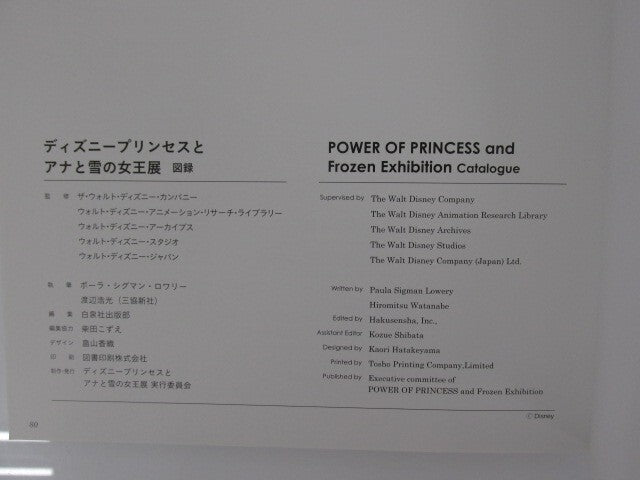 ディズニープリンセスと
アナと雪の女王展 図録
監 修 ザ・ウォルト・ディズニー・カンパニー
ウォルト・ディズニー・アニメーション・リサーチ・ライブラリー
ウォルト・ディズニー・アーカイブス
ウォルト・ディズニー・スタジオ
ウォルト・ディズニー・ジャパン
執 筆 ポーラ・シグマン・ロワリー
渡辺浩光（三協新社）
編 集 白泉社出版部
編集協力 柴田こずえ
デザイン 畠山香織
印 刷 図書印刷株式会社
制作・発行 ディズニープリンセスと
アナと雪の女王展 実行委員会
80
POWER OF PRINCESS and
Frozen Exhibition Catalogue
Supervised by The Walt Disney Company
The Walt Disney Animation Research Library
The Walt Disney Archives
The Walt Disney Studios
The Walt Disney Company (Japan) Ltd.
Written by Paula Sigman Lowery
Hiromitsu Watanabe
Edited by Hakusensha, Inc.,
Assistant Editor Kozue Shibata
Designed by Kaori Hatakeyama
Printed by Tosho Printing Company,Limited
Published by Executive committee of
POWER OF PRINCESS and Frozen Exhibition
© Disney